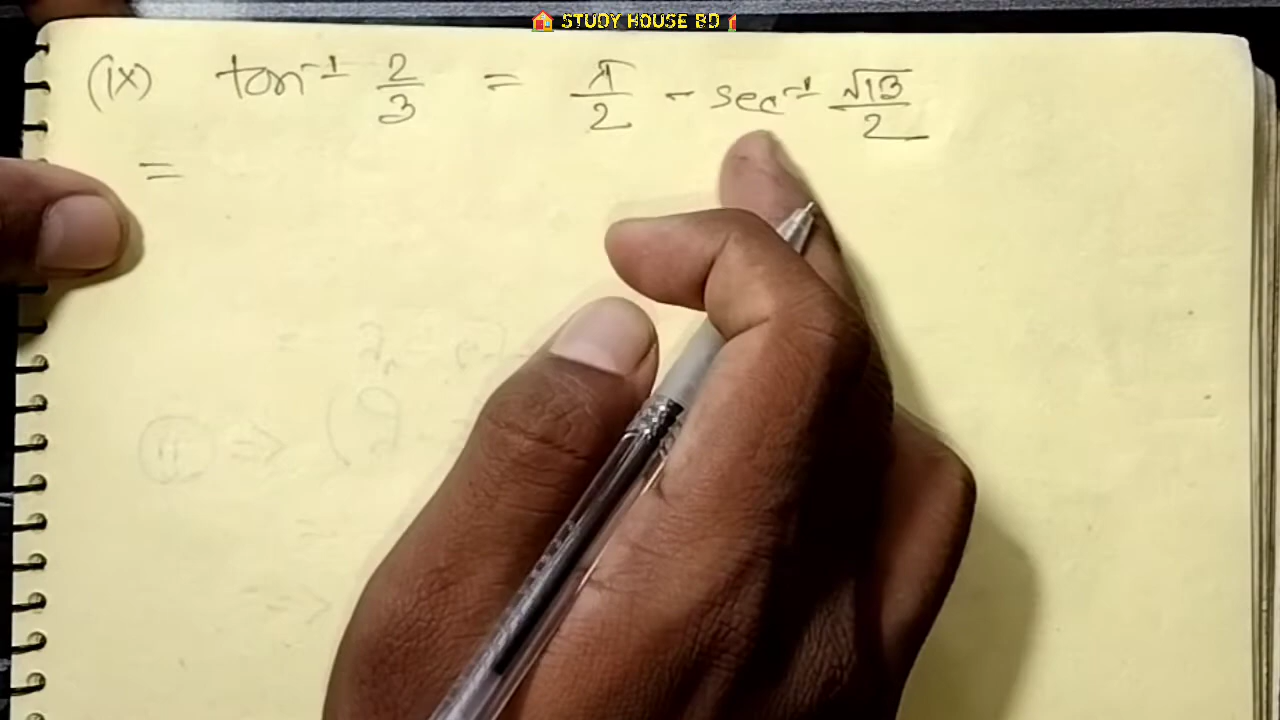 STUDY HOUSE BD
(ix) tan⁻¹ 2/3 = π/2 - sec⁻¹ √13/2
=